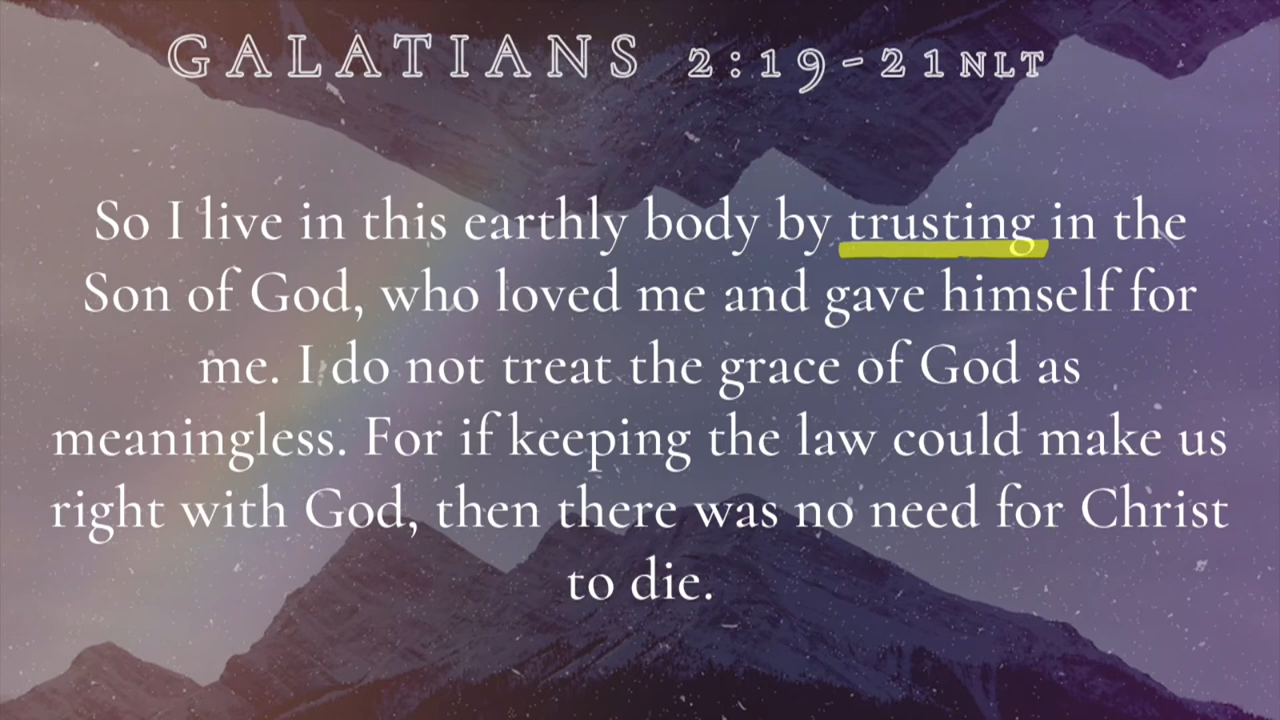 GALATIANS 2:19-21 NLT
So I live in this earthly body by trusting in the
Son of God, who loved me and gave himself for
me. I do not treat the grace of God as
meaningless. For if keeping the law could make us
right with God, then there was no need for Christ
to die.